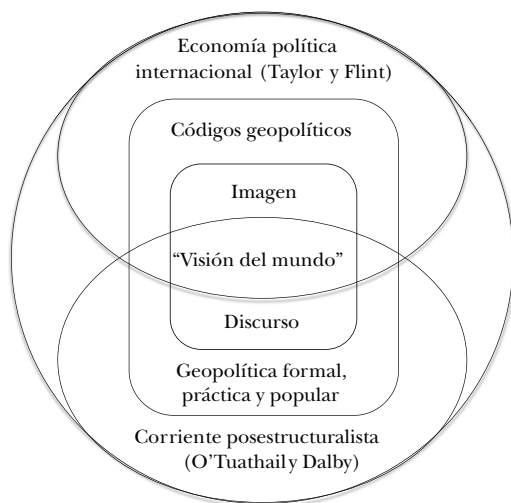 Economía política
internacional (Taylor y Flint)
Códigos geopolíticos
Imagen
“Visión del mundo”
Discurso
Geopolítica formal,
práctica y popular
Corriente posestructuralista
(O’Tuathail y Dalby)